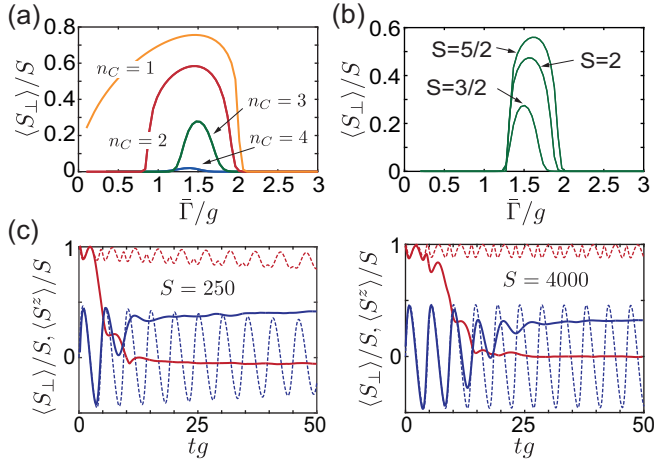 (a)
⟨S⊥⟩/S
0.8
0.6
0.4
0.2
0
n_C = 1
n_C = 2
n_C = 3
n_C = 4
0 0.5 1 1.5 2 2.5 3
Γ̄/g
(b)
⟨S⊥⟩/S
0.6
0.4
0.2
0
S=5/2
S=2
S=3/2
0 0.5 1 1.5 2 2.5 3
Γ̄/g
(c)
⟨S⊥⟩/S, ⟨S^z⟩/S
1
0
S = 250
0 25 50
tg
⟨S⊥⟩/S, ⟨S^z⟩/S
1
0
S = 4000
0 25 50
tg